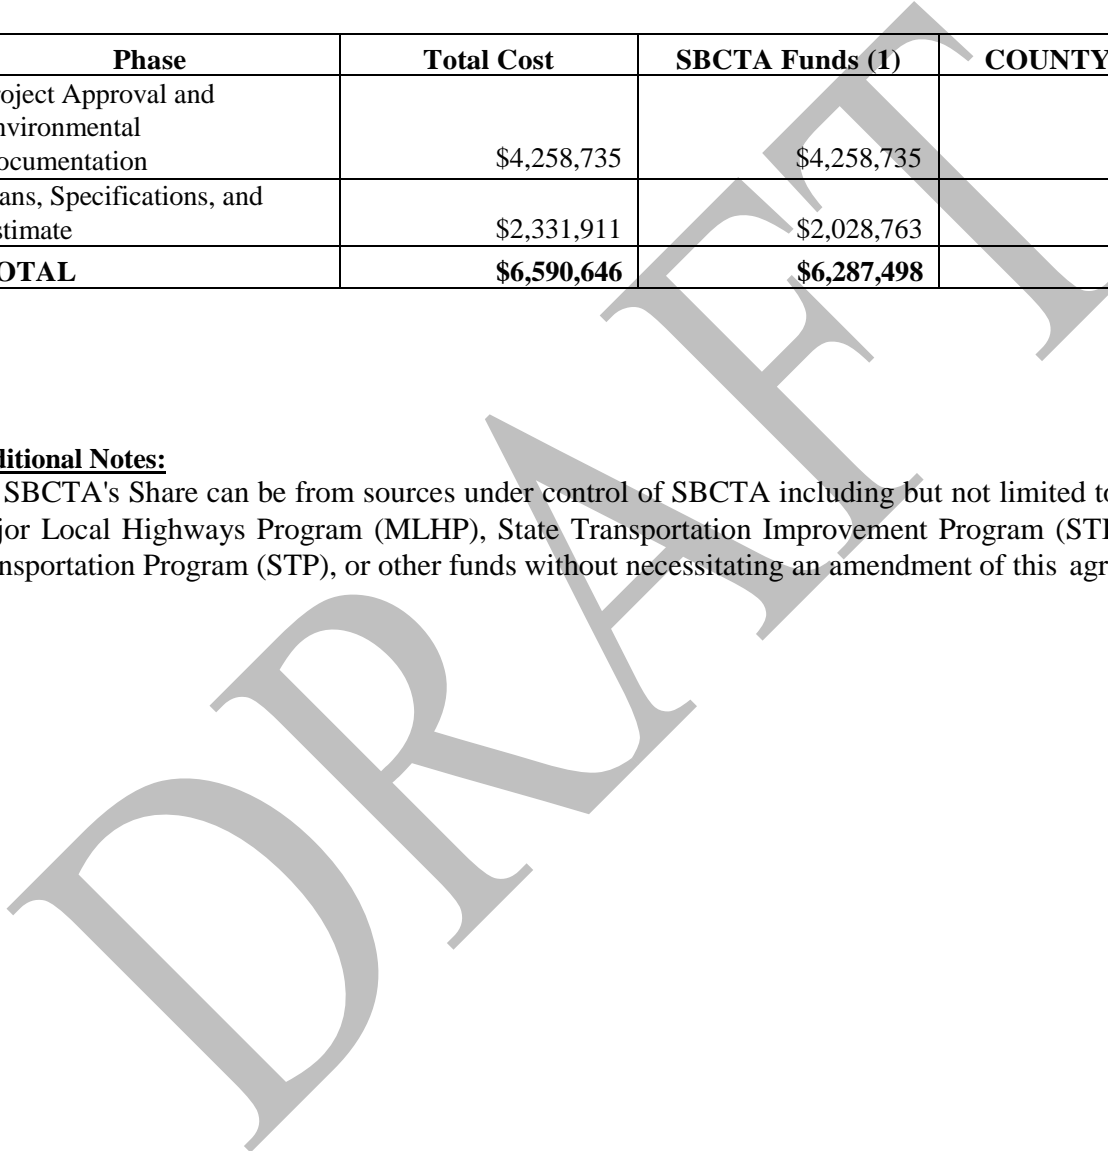 Phase Total Cost SBCTA Funds (1) COUNTY
oject Approval and
nvironmental
ocumentation $4,258,735 $4,258,735
ans, Specifications, and
stimate $2,331,911 $2,028,763
OTAL $6,590,646 $6,287,498
ditional Notes:
SBCTA's Share can be from sources under control of SBCTA including but not limited to
jor Local Highways Program (MLHP), State Transportation Improvement Program (STI
nsportation Program (STP), or other funds without necessitating an amendment of this agr
DRAFT